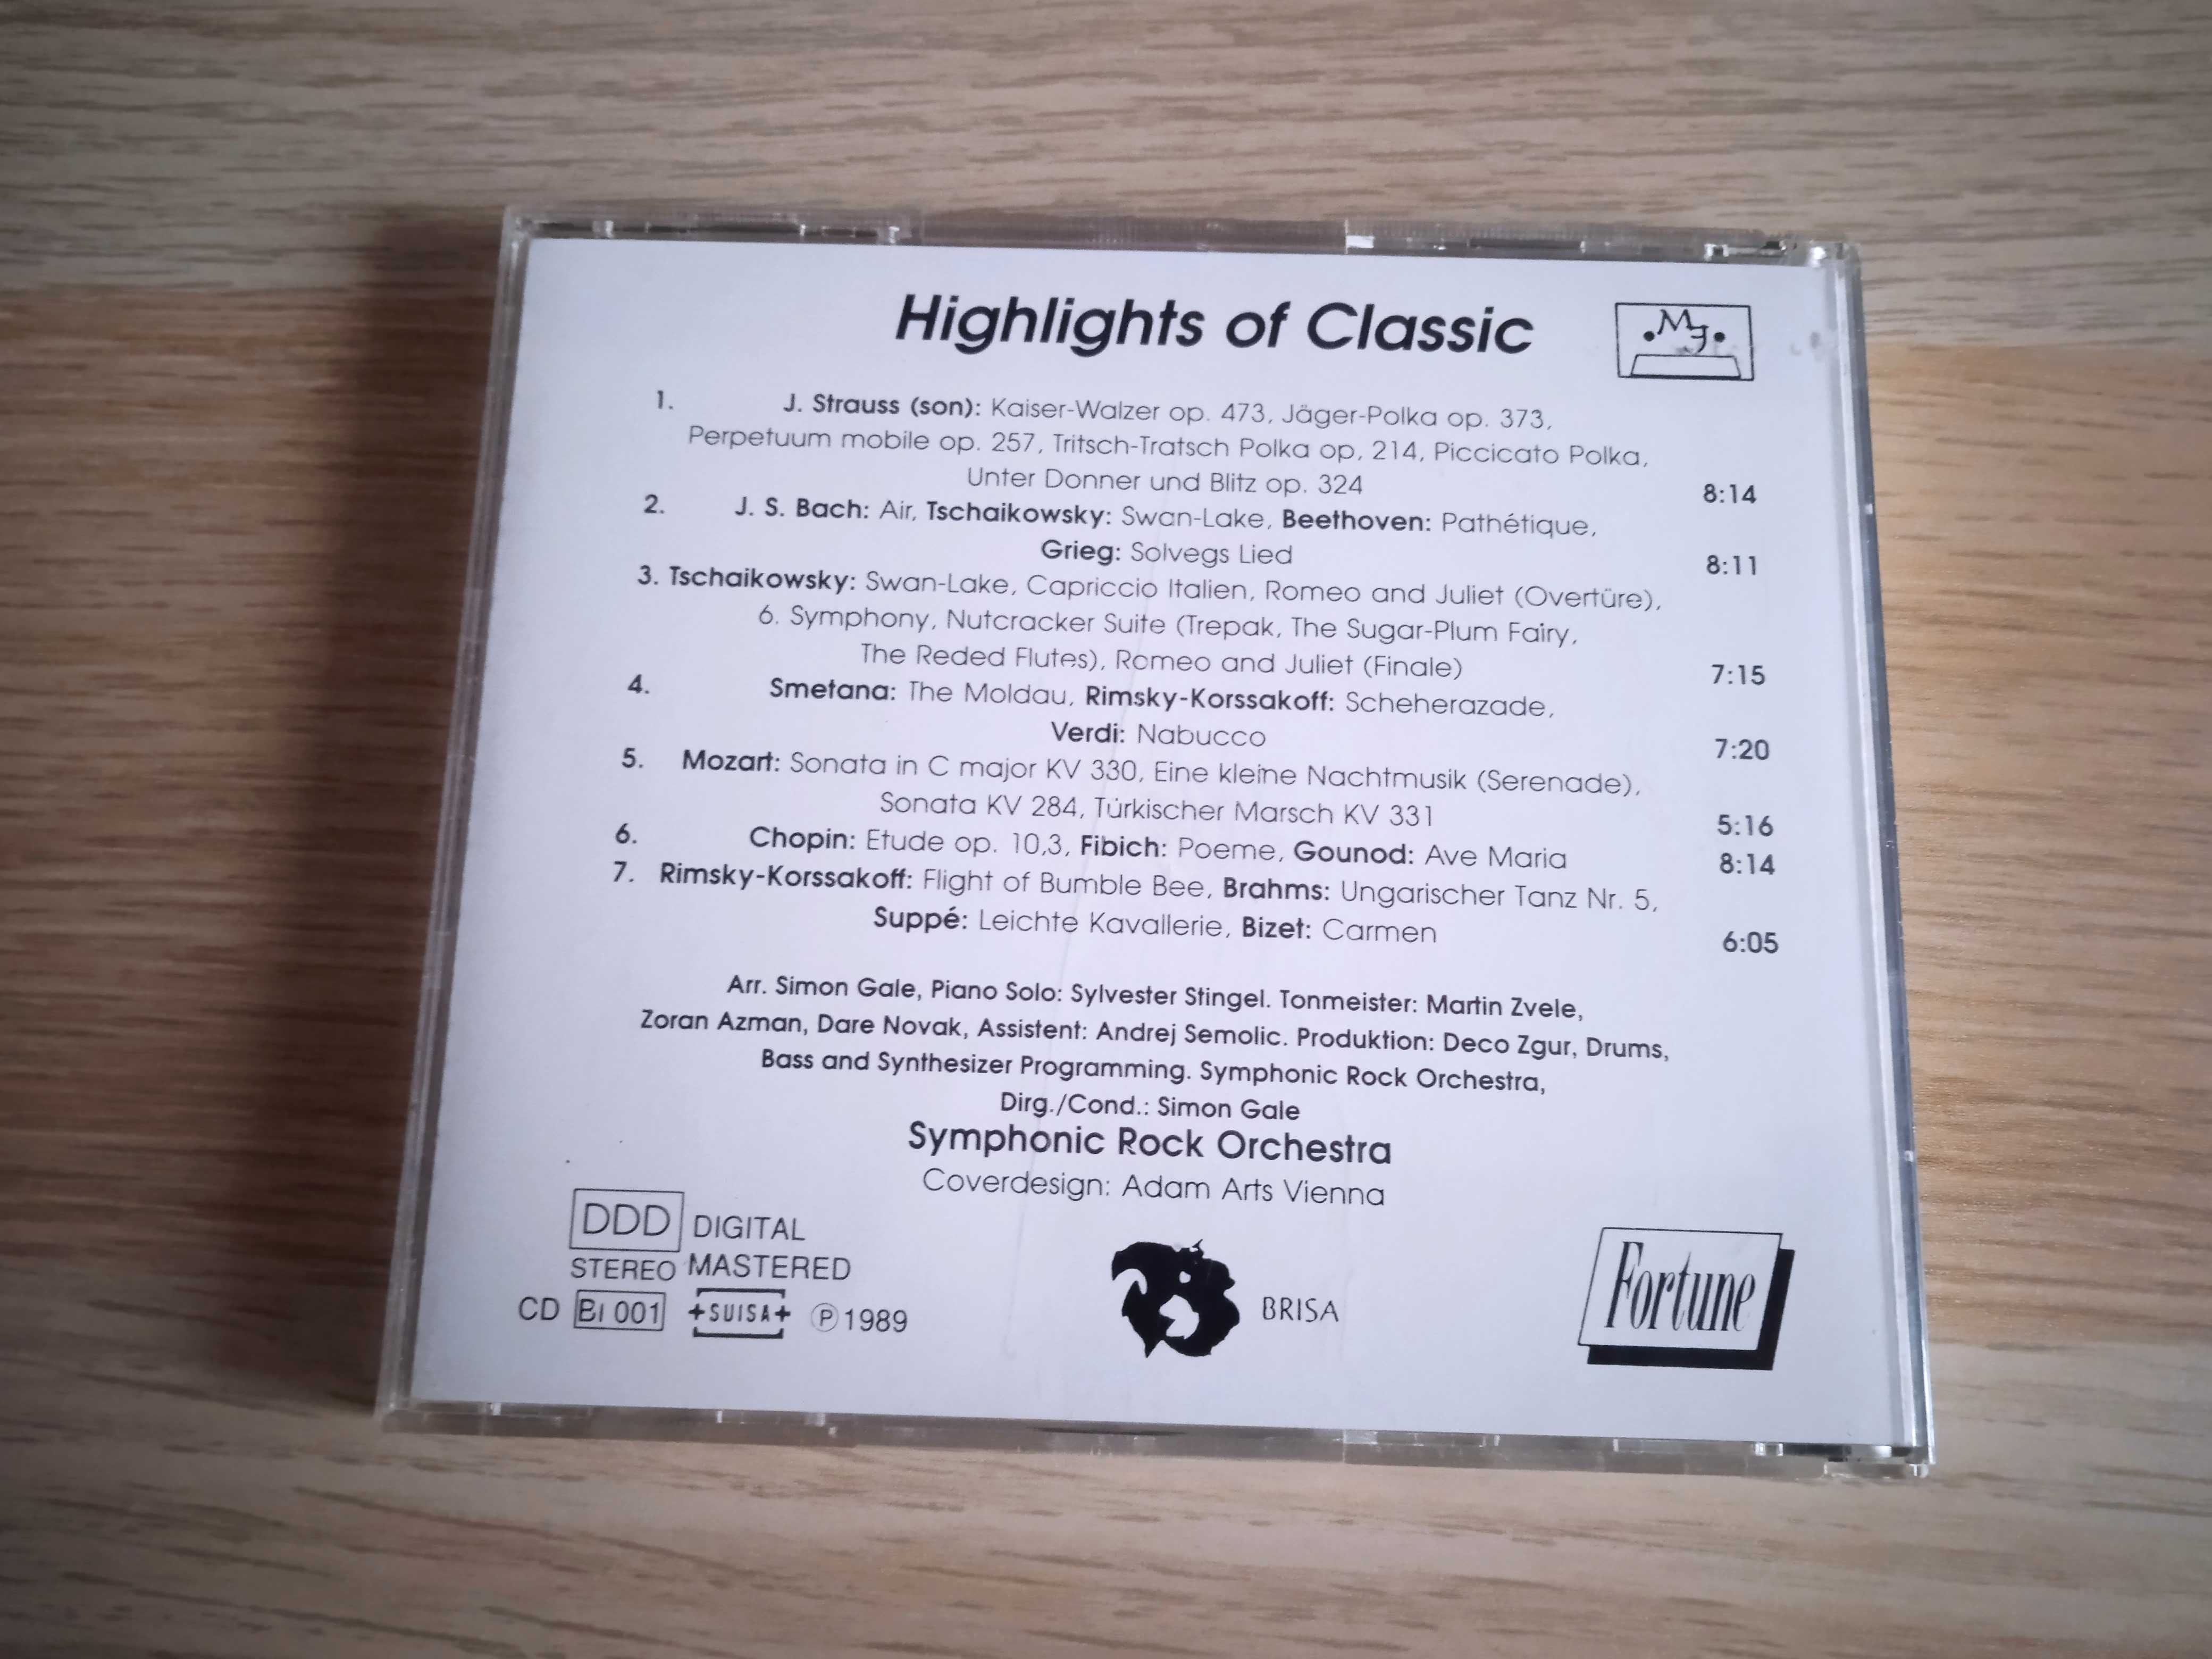 Highlights of Classic
MJ
1. J. Strauss (son): Kaiser-Walzer op. 473, Jäger-Polka op. 373,
Perpetuum mobile op. 257, Tritsch-Tratsch Polka op. 214, Piccicato Polka,
Unter Donner und Blitz op. 324 8:14
2. J. S. Bach: Air, Tschaikowsky: Swan-Lake, Beethoven: Pathétique,
Grieg: Solvegs Lied 8:11
3. Tschaikowsky: Swan-Lake, Capriccio Italien, Romeo and Juliet (Overtüre),
6. Symphony, Nutcracker Suite (Trepak, The Sugar-Plum Fairy,
The Reded Flutes), Romeo and Juliet (Finale) 7:15
4. Smetana: The Moldau, Rimsky-Korssakoff: Scheherazade,
Verdi: Nabucco 7:20
5. Mozart: Sonata in C major KV 330, Eine kleine Nachtmusik (Serenade),
Sonata KV 284, Türkischer Marsch KV 331 5:16
6. Chopin: Etude op. 10,3, Fibich: Poeme, Gounod: Ave Maria 8:14
7. Rimsky-Korssakoff: Flight of Bumble Bee, Brahms: Ungarischer Tanz Nr. 5,
Suppé: Leichte Kavallerie, Bizet: Carmen 6:05
Arr. Simon Gale, Piano Solo: Sylvester Stingel. Tonmeister: Martin Zvele,
Zoran Azman, Dare Novak, Assistent: Andrej Semolic. Produktion: Deco Zgur, Drums,
Bass and Synthesizer Programming. Symphonic Rock Orchestra,
Dirg./Cond.: Simon Gale
Symphonic Rock Orchestra
Coverdesign: Adam Arts Vienna
DDD DIGITAL
STEREO MASTERED
CD BI 001 +SUISA+ ℗ 1989
BRISA
Fortune